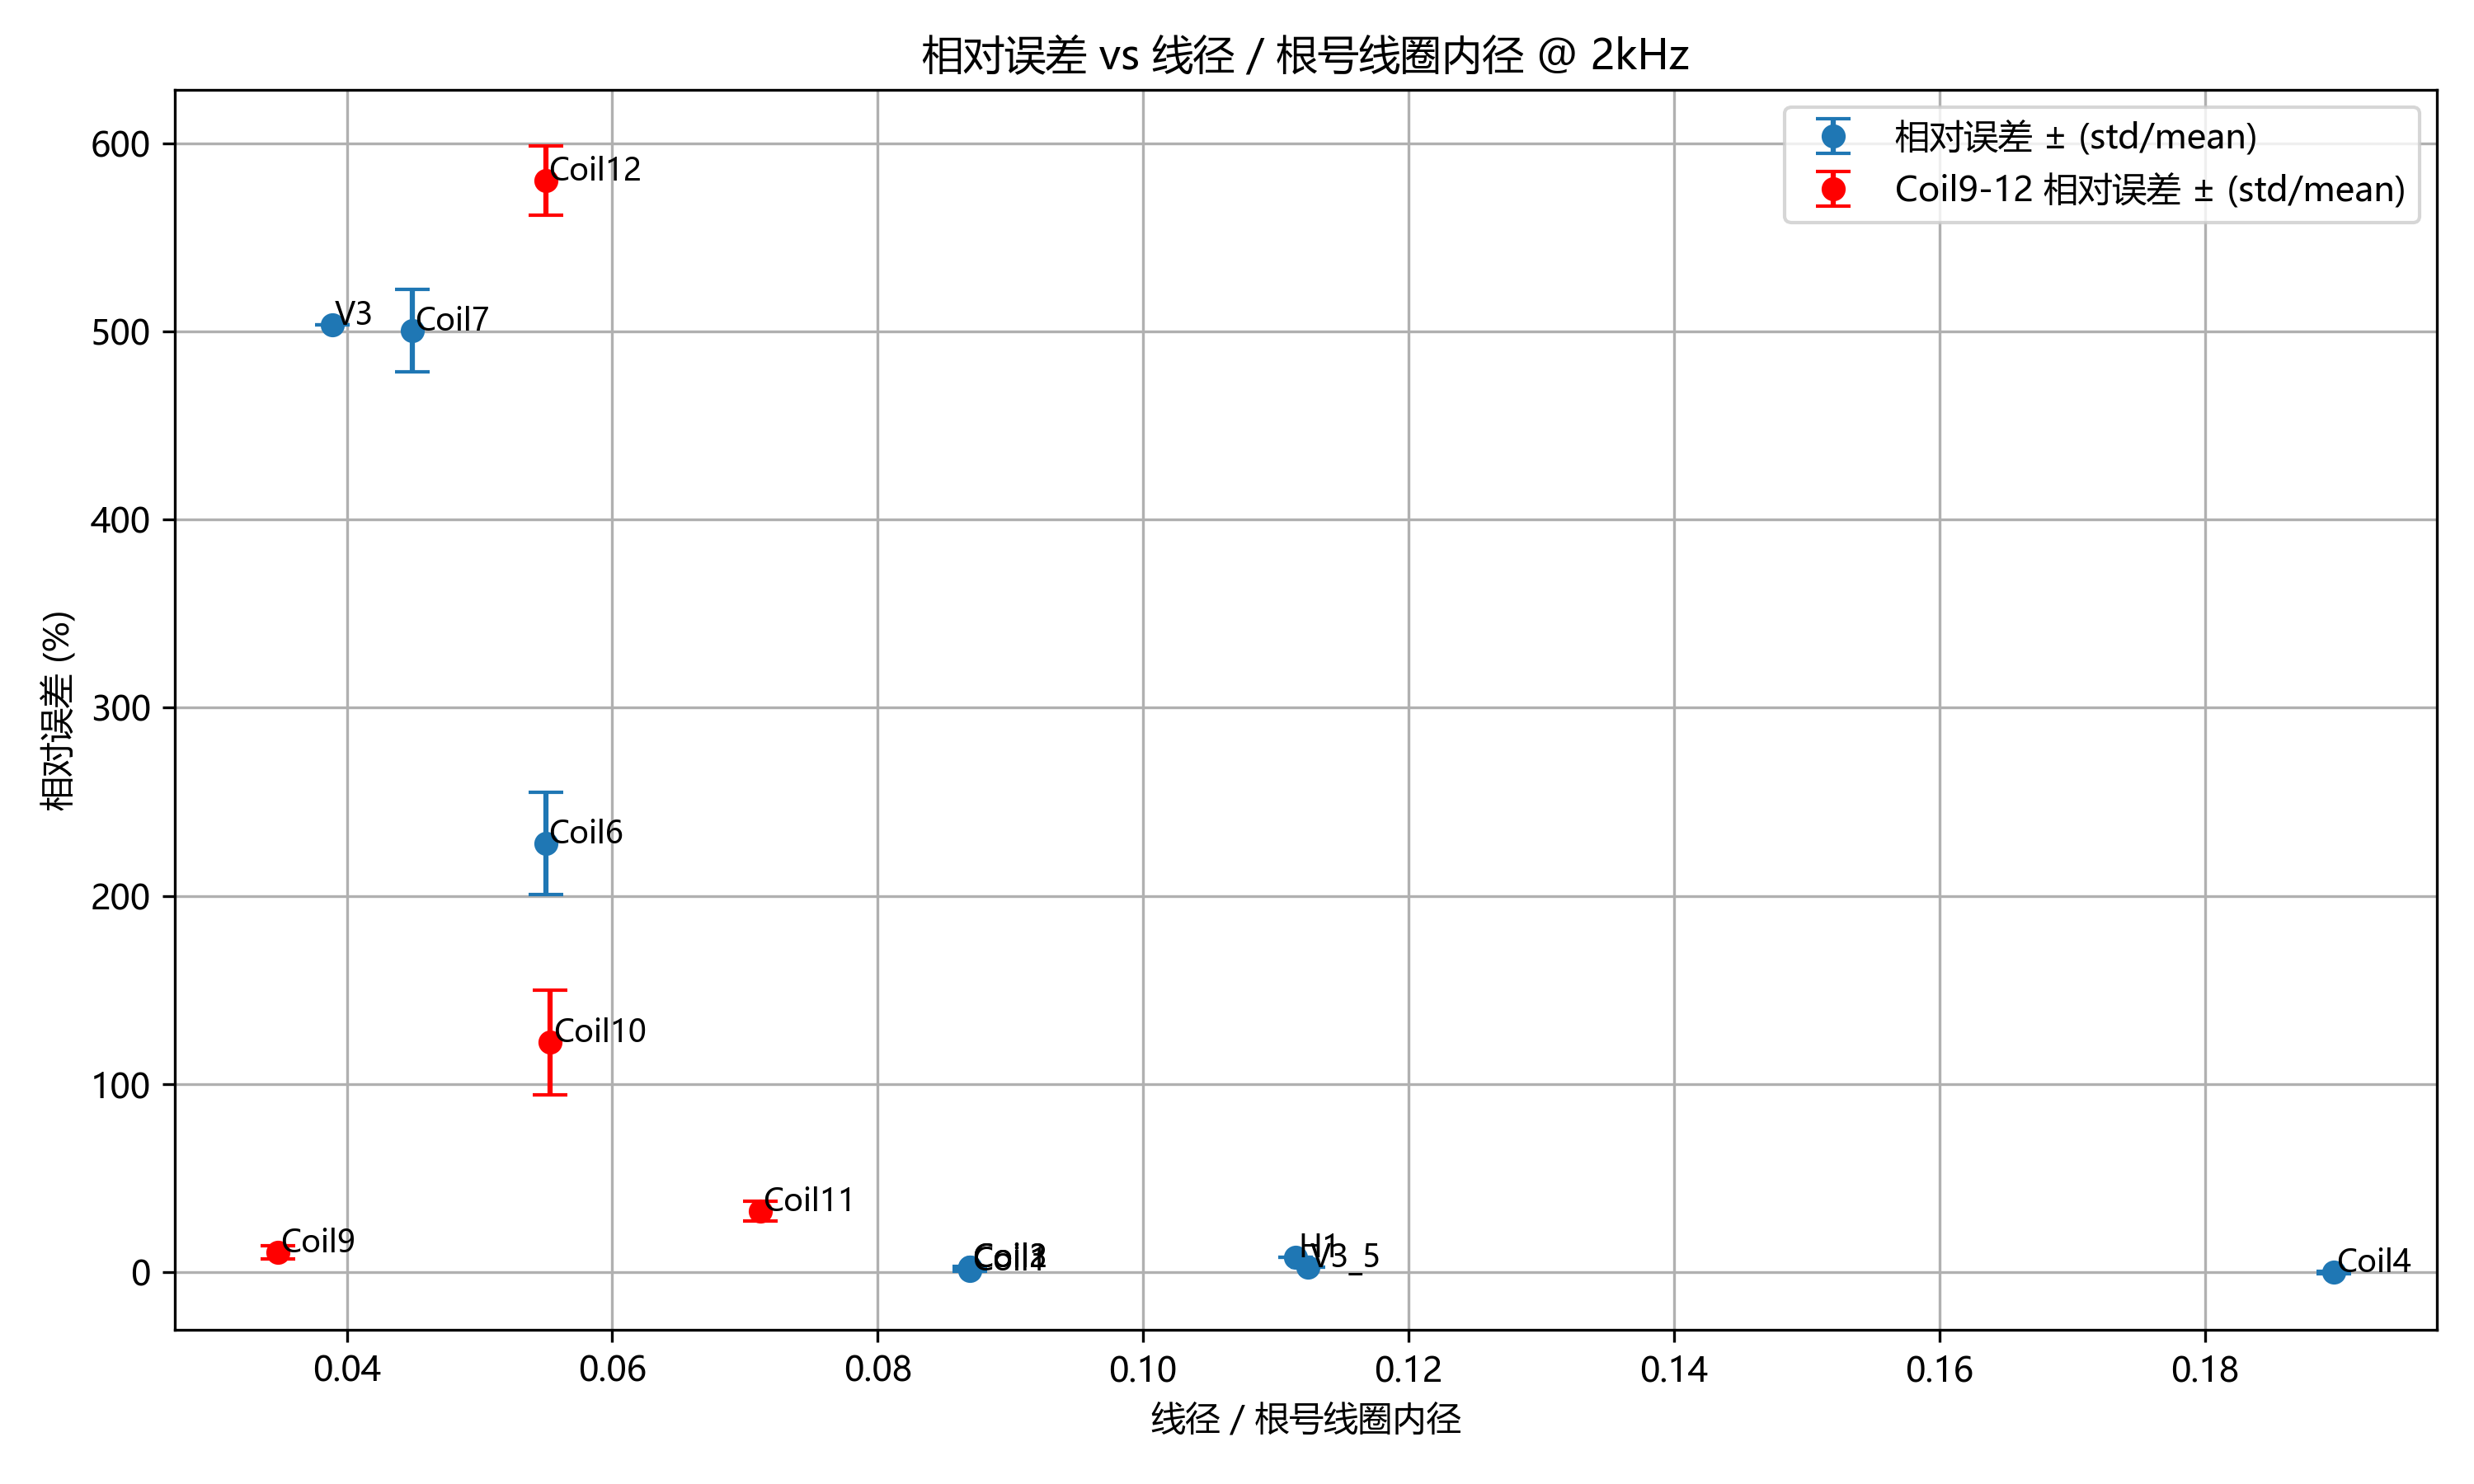 相对误差 vs 线径 / 根号线圈内径 @ 2kHz
相对误差 ± (std/mean)
Coil9-12 相对误差 ± (std/mean)
600
500
400
300
200
100
0
相对误差 (%)
Coil12
V3
Coil7
Coil6
Coil10
Coil11
Coil9
H1
V3_5
Coil4
0.04
0.06
0.08
0.10
0.12
0.14
0.16
0.18
线径 / 根号线圈内径